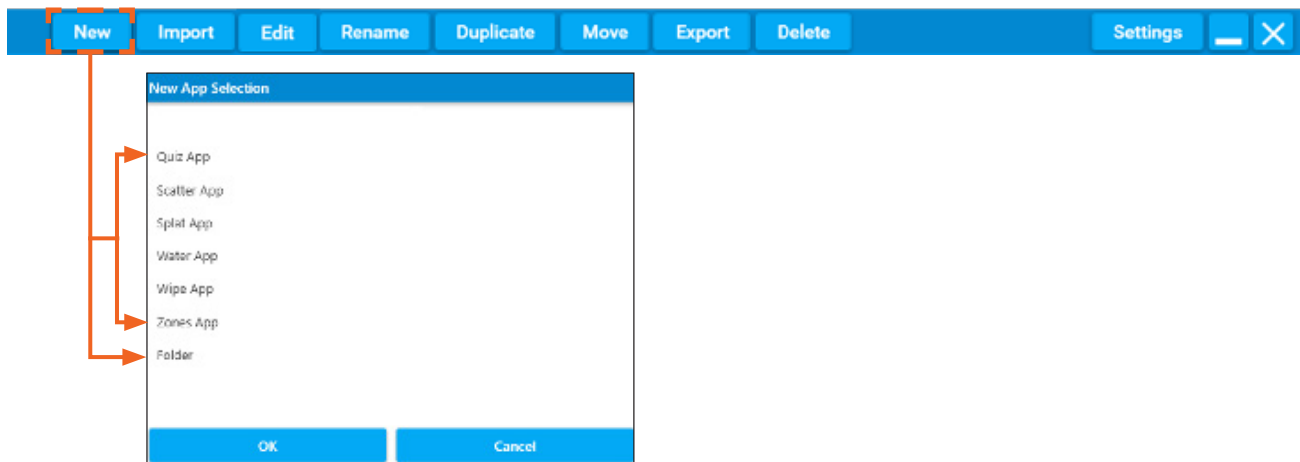 New Import Edit Rename Duplicate Move Export Delete Settings
New App Selection
Quiz App
Scatter App
Splat App
Water App
Wipe App
Zones App
Folder
OK Cancel